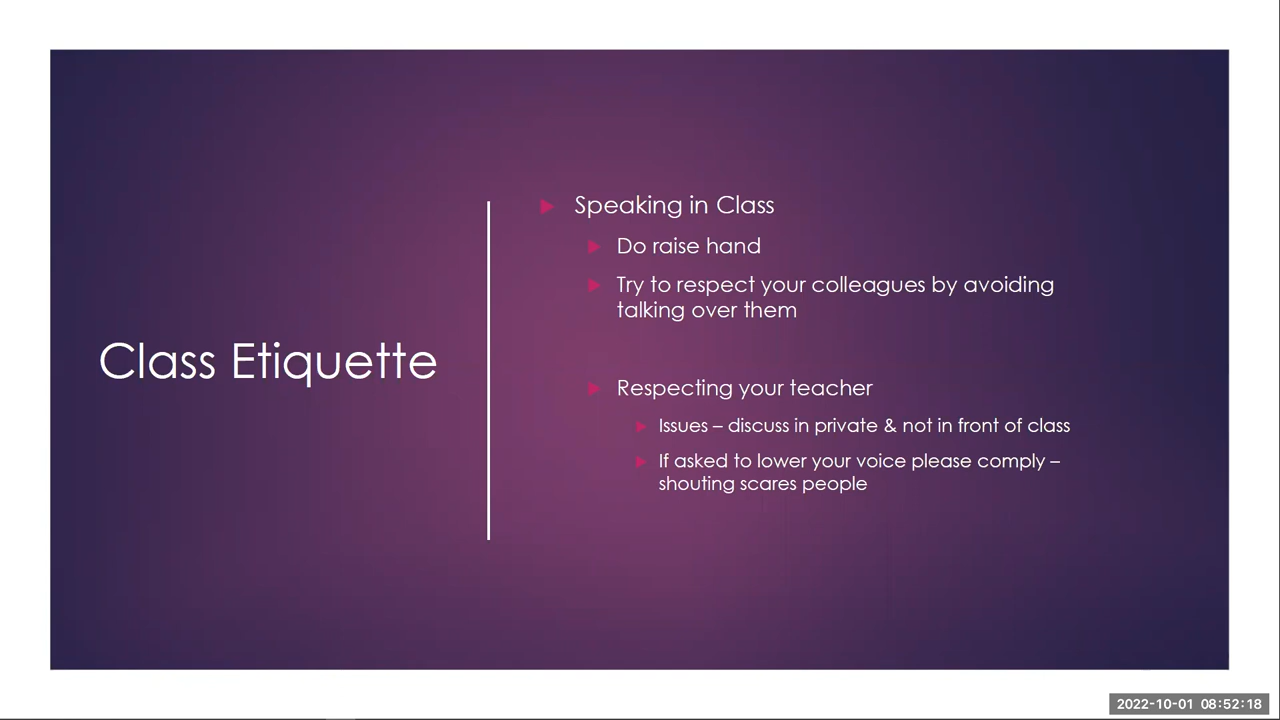 Class Etiquette
Speaking in Class
Do raise hand
Try to respect your colleagues by avoiding
talking over them
Respecting your teacher
Issues – discuss in private & not in front of class
If asked to lower your voice please comply –
shouting scares people
2022-10-01 08:52:18